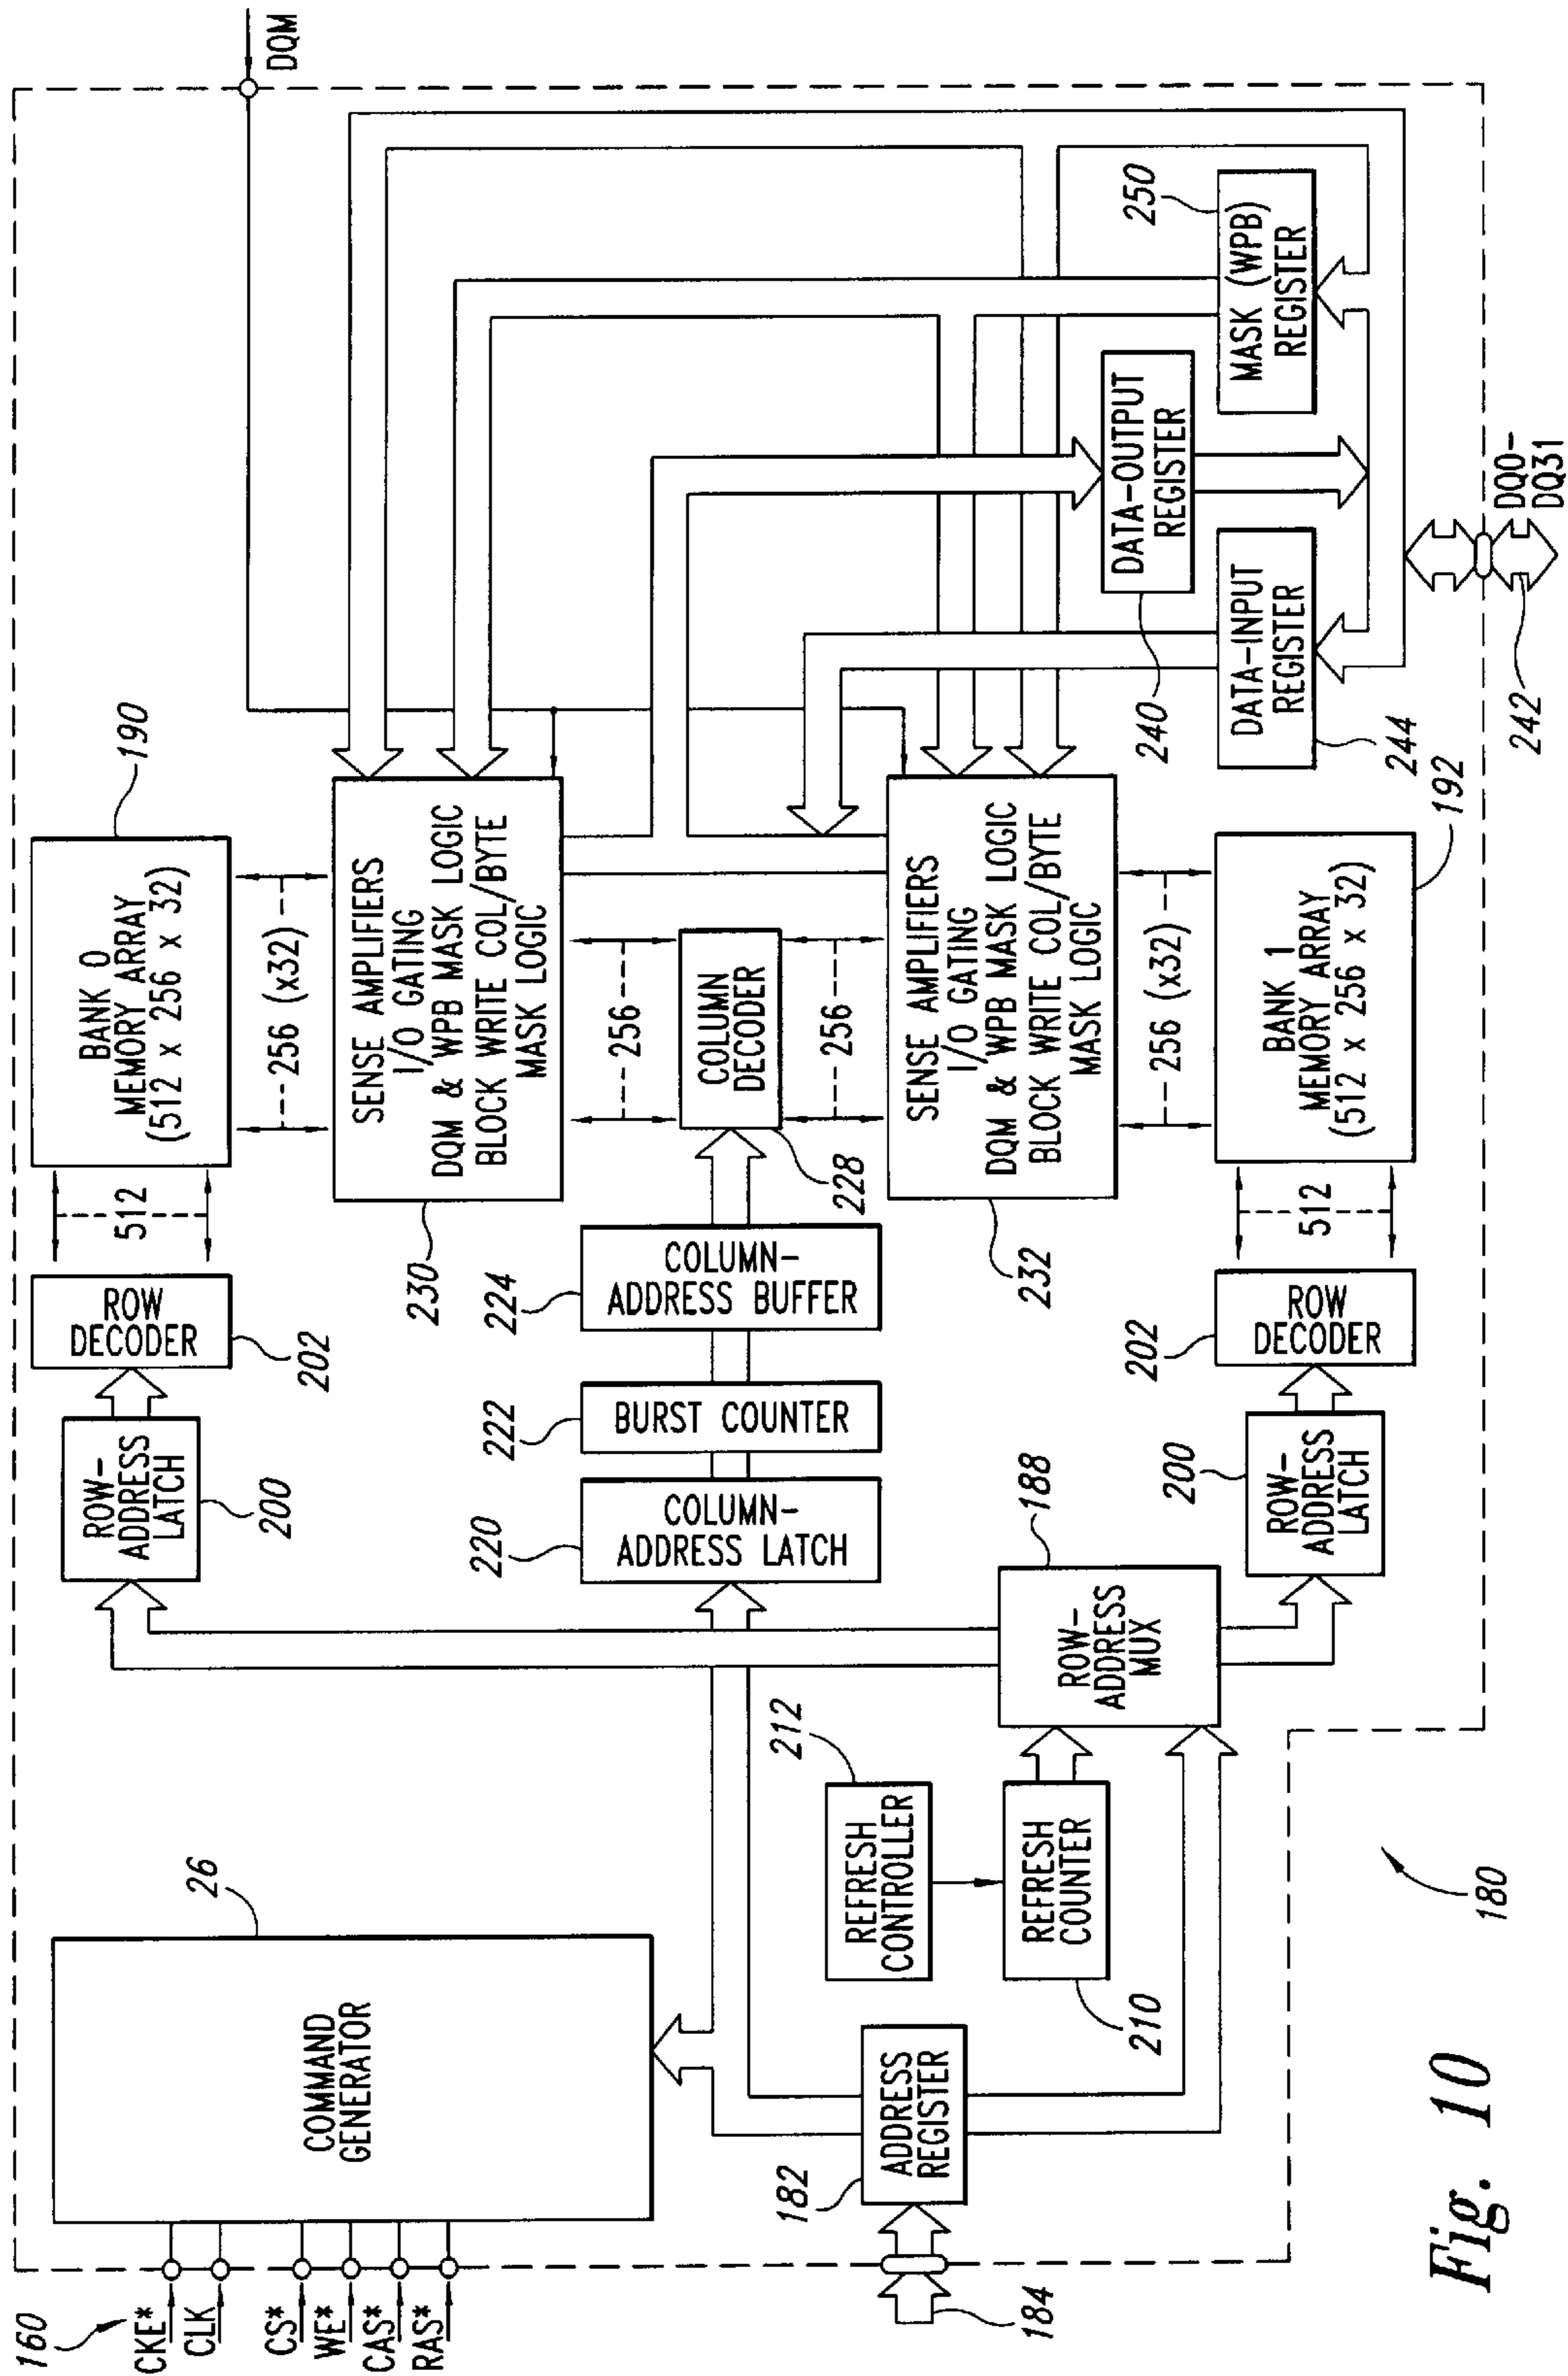 160
CKE*
CLK
CS*
WE*
CAS*
RAS*
COMMAND
GENERATOR
26
184
182
ADDRESS
REGISTER
REFRESH
CONTROLLER
212
REFRESH
COUNTER
210
ROW-
ADDRESS
MUX
188
ROW-
ADDRESS
LATCH
200
ROW
DECODER
202
512
BANK 0
MEMORY ARRAY
(512 x 256 x 32)
190
256 (x32)
SENSE AMPLIFIERS
I/O GATING
DQM & WPB MASK LOGIC
BLOCK WRITE COL/BYTE
MASK LOGIC
230
256
COLUMN-
ADDRESS LATCH
220
BURST COUNTER
222
COLUMN-
ADDRESS BUFFER
224
COLUMN
DECODER
228
256
SENSE AMPLIFIERS
I/O GATING
DQM & WPB MASK LOGIC
BLOCK WRITE COL/BYTE
MASK LOGIC
232
256 (x32)
ROW-
ADDRESS
LATCH
200
ROW
DECODER
202
512
BANK 1
MEMORY ARRAY
(512 x 256 x 32)
192
DATA-INPUT
REGISTER
244
DATA-OUTPUT
REGISTER
240
MASK (WPB)
REGISTER
250
DQM
DQ0-
DQ31
242
180
Fig. 10